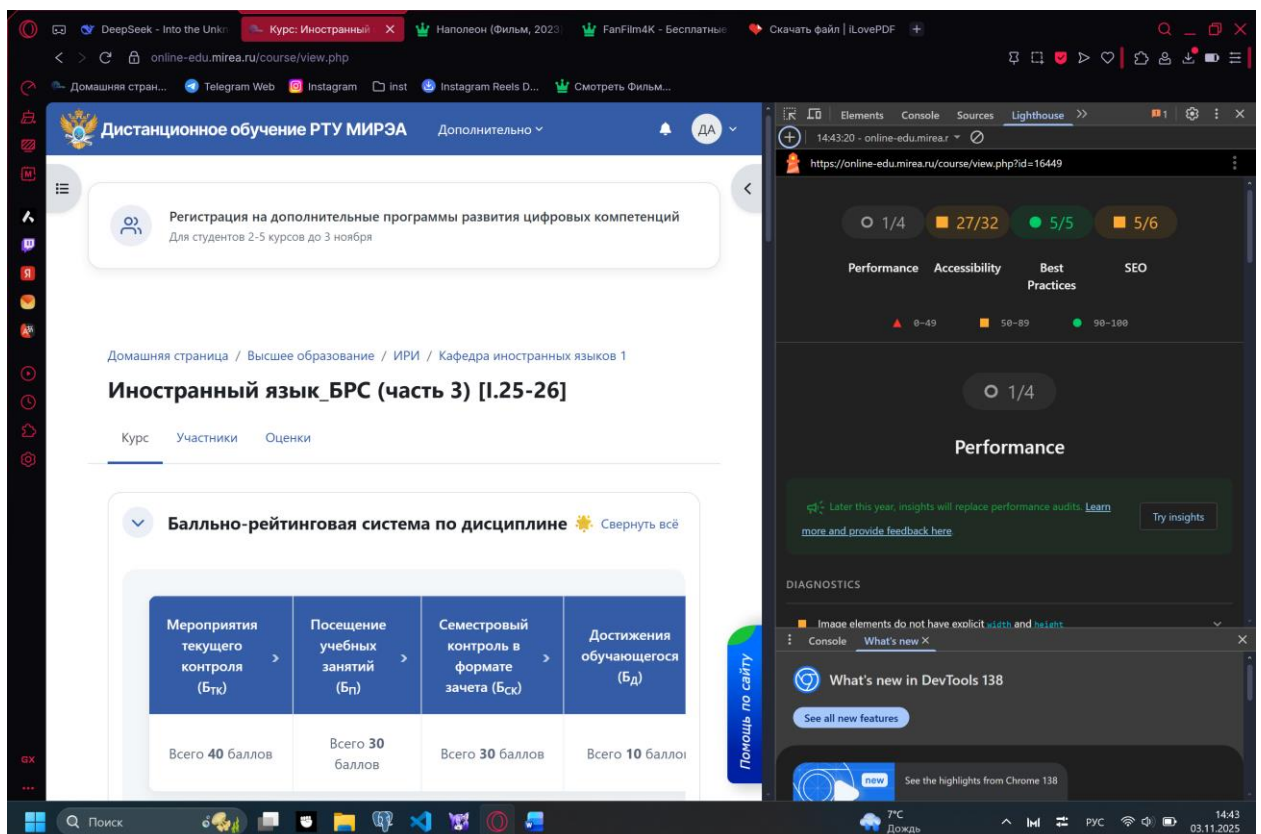 DeepSeek - Into the Unkn
Курс: Иностранный
Наполеон (Фильм, 2023)
FanFilm4K - Бесплатные
Скачать файл | iLovePDF
online-edu.mirea.ru/course/view.php
Домашняя стран...
Telegram Web
Instagram
inst
Instagram Reels D...
Смотреть Фильм...
Дистанционное обучение РТУ МИРЭА
Дополнительно
ДА
Регистрация на дополнительные программы развития цифровых компетенций
Для студентов 2-5 курсов до 3 ноября
Домашняя страница / Высшее образование / ИРИ / Кафедра иностранных языков 1
Иностранный язык_БРС (часть 3) [I.25-26]
Курс
Участники
Оценки
Балльно-рейтинговая система по дисциплине
Свернуть всё
Мероприятия
текущего
контроля
(БТК)
Посещение
учебных
занятий
(БП)
Семестровый
контроль в
формате
зачета (БСК)
Достижения
обучающегося
(БД)
Всего 40 баллов
Всего 30
баллов
Всего 30 баллов
Всего 10 баллов
Помощь по сайту
Elements
Console
Sources
Lighthouse
1
14:43:20 - online-edu.mirea.r
https://online-edu.mirea.ru/course/view.php?id=16449
1/4
27/32
5/5
5/6
Performance
Accessibility
Best
Practices
SEO
0–49
50–89
90–100
1/4
Performance
Later this year, insights will replace performance audits. Learn
more and provide feedback here.
Try insights
DIAGNOSTICS
Image elements do not have explicit width and height
Console
What's new
What's new in DevTools 138
See all new features
new
See the highlights from Chrome 138
GX
Поиск
7°C
Дождь
РУС
14:43
03.11.2025